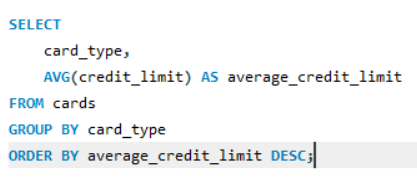 SELECT
    card_type,
    AVG(credit_limit) AS average_credit_limit
FROM cards
GROUP BY card_type
ORDER BY average_credit_limit DESC;